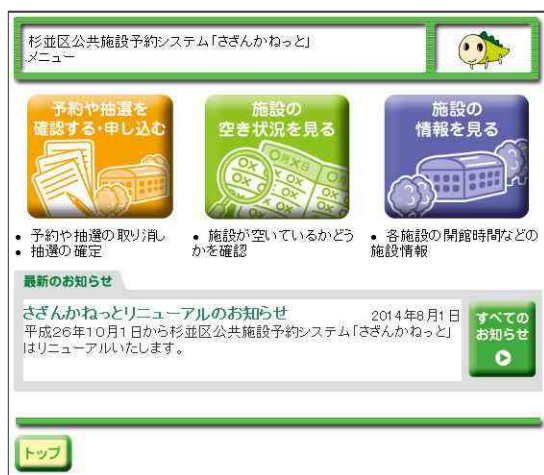 杉並区公共施設予約システム「さざんかねっと」
メニュー
予約や抽選を
確認する・申し込む
施設の
空き状況を見る
施設の
情報を見る
• 予約や抽選の取り消し
• 抽選の確定
• 施設が空いているかどう
かを確認
• 各施設の開館時間などの
施設情報
最新のお知らせ
さざんかねっとリニューアルのお知らせ 2014年8月1日
平成26年10月1日から杉並区公共施設予約システム「さざんかねっと」
はリニューアルいたします。
すべての
お知らせ
トップ